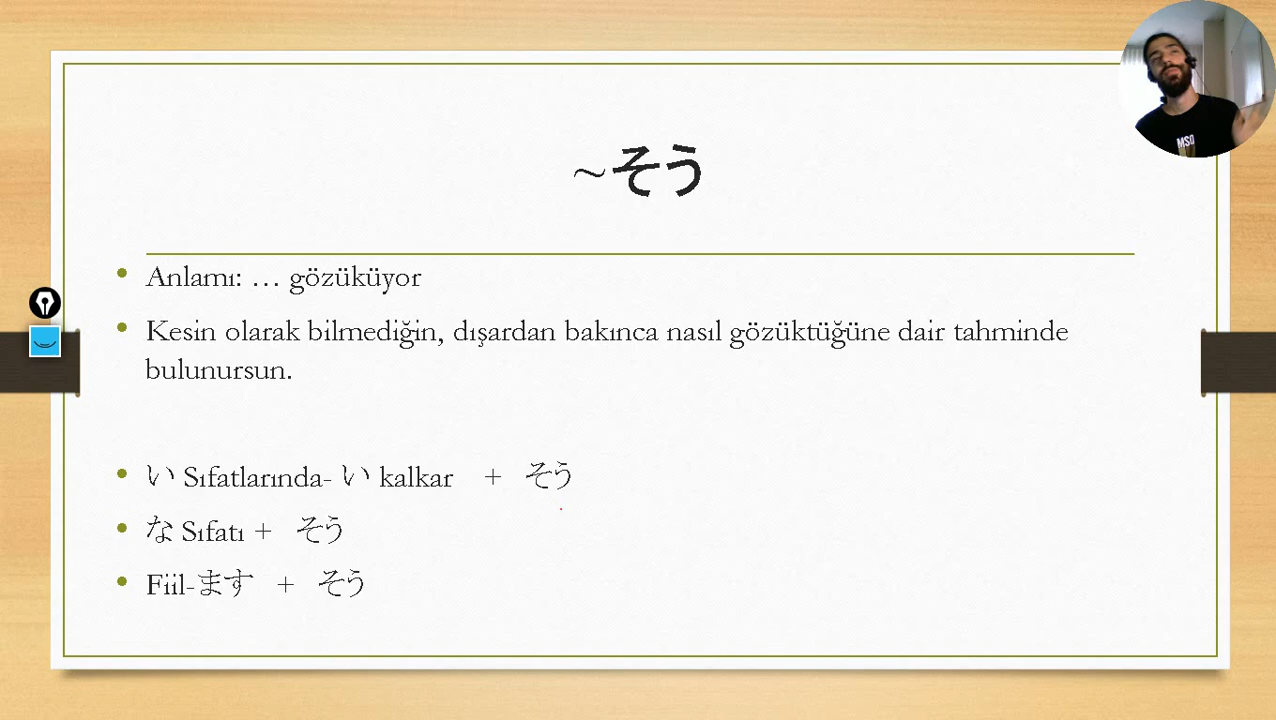 ~そう
Anlamı: … gözüküyor
Kesin olarak bilmediğin, dışardan bakınca nasıl gözüktüğüne dair tahminde
bulunursun.
い Sıfatlarında- い kalkar + そう
な Sıfatı + そう
Fiil-ます + そう
MSO